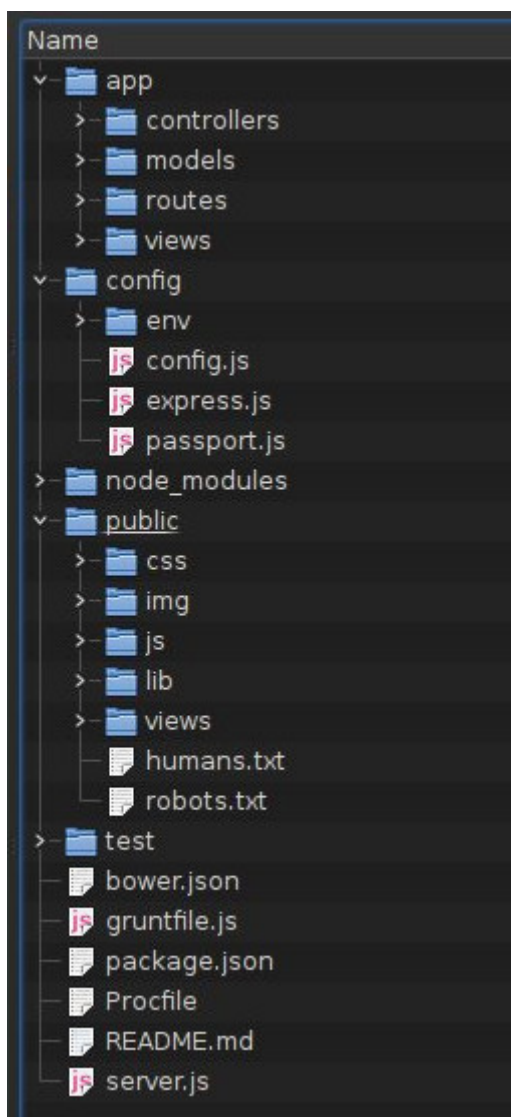 Name
app
controllers
models
routes
views
config
env
config.js
express.js
passport.js
node_modules
public
css
img
js
lib
views
humans.txt
robots.txt
test
bower.json
gruntfile.js
package.json
Procfile
README.md
server.js